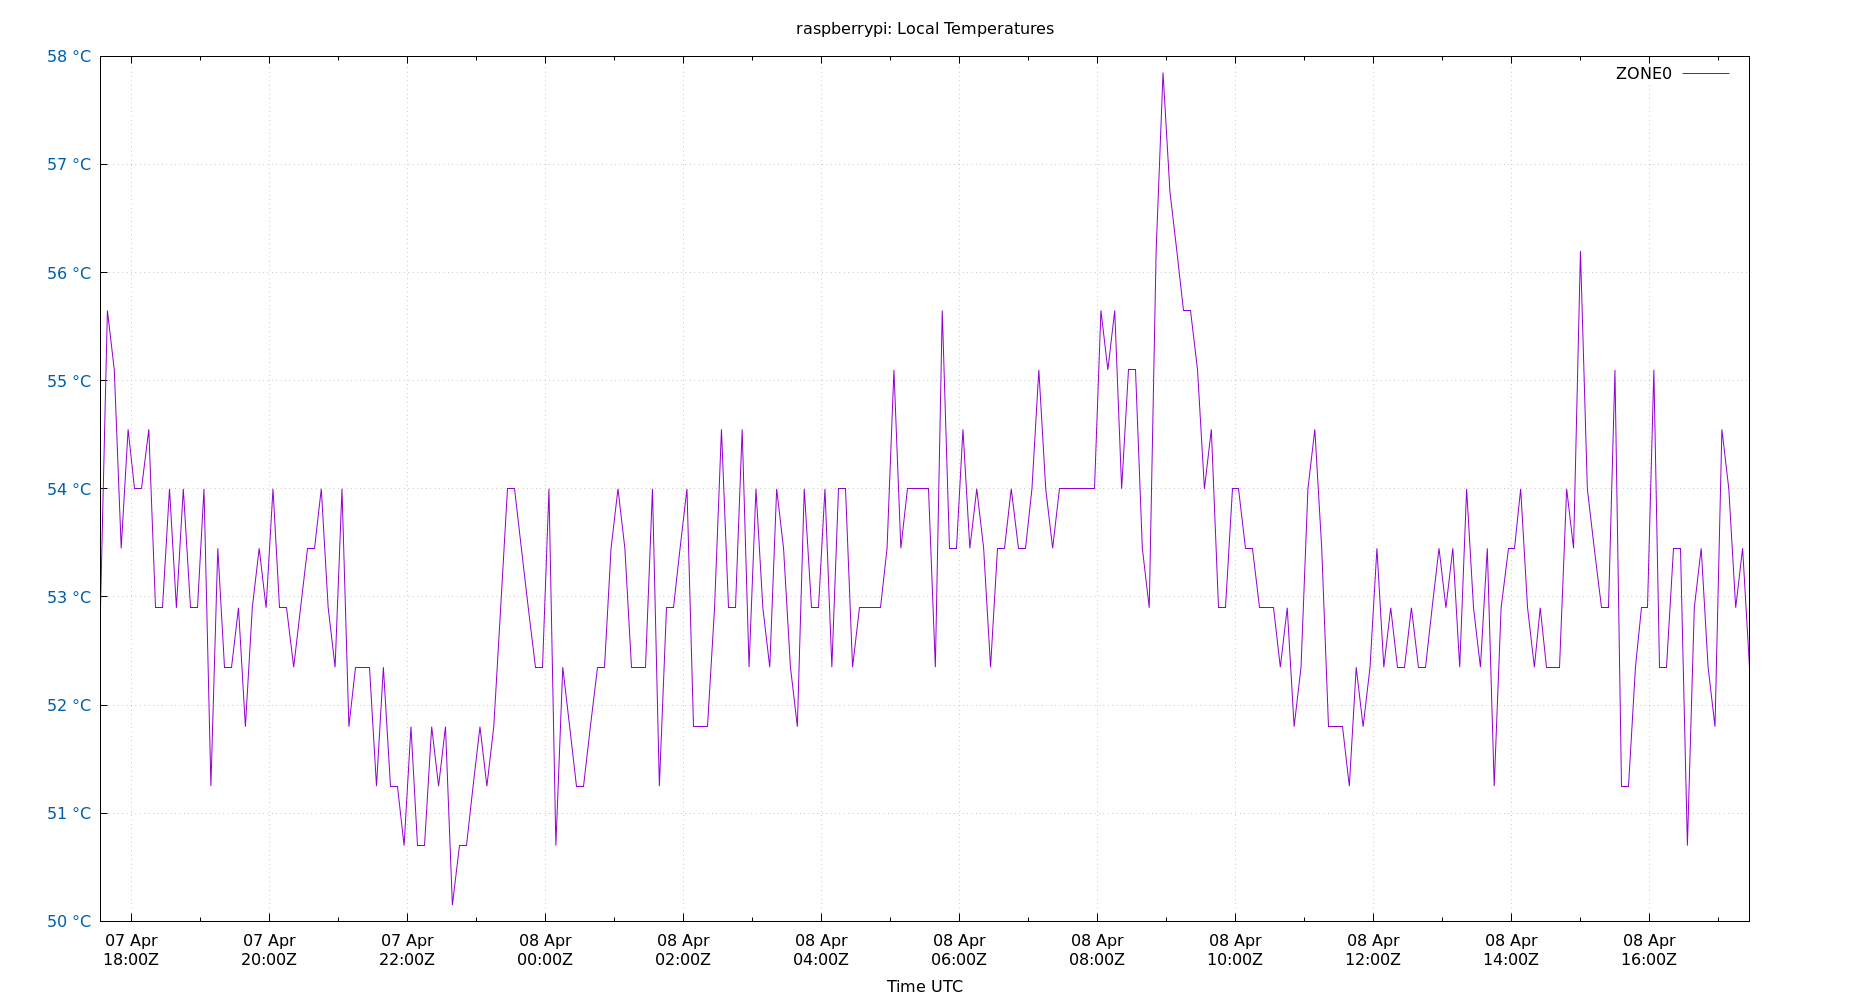 raspberrypi: Local Temperatures
ZONE0
58 °C
57 °C
56 °C
55 °C
54 °C
53 °C
52 °C
51 °C
50 °C
07 Apr 07 Apr 07 Apr 08 Apr 08 Apr 08 Apr 08 Apr 08 Apr 08 Apr 08 Apr 08 Apr 08 Apr
18:00Z 20:00Z 22:00Z 00:00Z 02:00Z 04:00Z 06:00Z 08:00Z 10:00Z 12:00Z 14:00Z 16:00Z
Time UTC